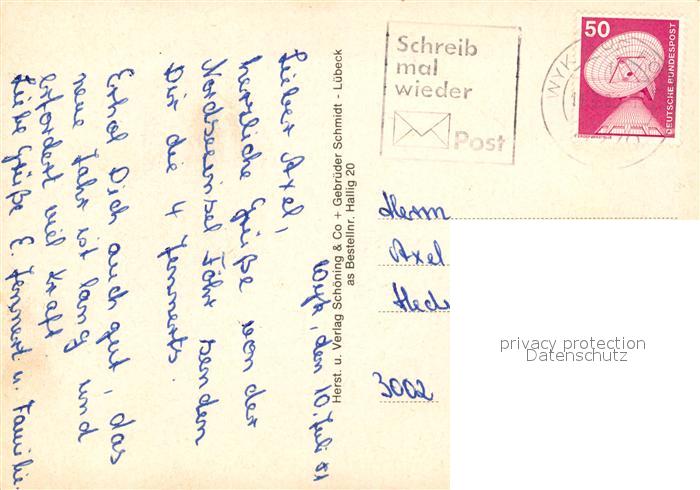 Wyk, den 10. Juli 81
Lieber Axel,
herzliche Grüße von der
Nordseeinsel Föhr senden
Dir die 4 Jennerts.
Erhol Dich auch gut, das
neue Jahr ist lang und
erfordert viel Kraft
Liebe Grüße E. Jennert u. Familie.
Herst. u. Verlag Schöning & Co + Gebrüder Schmidt - Lübeck
as Bestellnr. Hallig 20
Schreib
mal
wieder
Post
WYK
50
DEUTSCHE BUNDESPOST
Herrn
Axel
3002
privacy protection
Datenschutz